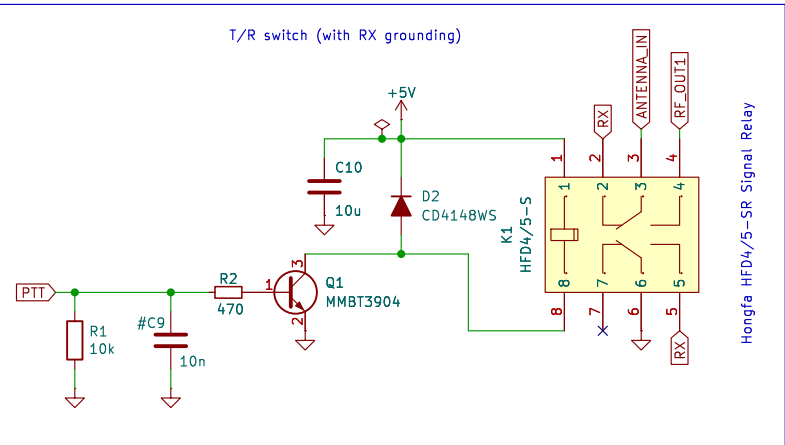 T/R switch (with RX grounding)
+5V
C10
10u
D2
CD4148WS
PTT
R1
10k
#C9
10n
R2
470
1
3
2
Q1
MMBT3904
RX
ANTENNA_IN
RF_OUT1
1
2
3
4
1
2
3
4
K1
HFD4/5-S
8
7
6
5
8
7
6
5
RX
Hongfa HFD4/5-SR Signal Relay